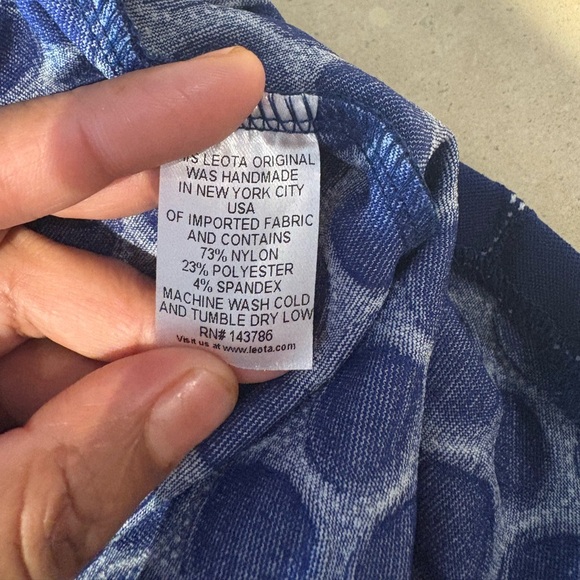 LEOTA ORIGINAL
WAS HANDMADE
IN NEW YORK CITY
USA
OF IMPORTED FABRIC
AND CONTAINS
73% NYLON
23% POLYESTER
4% SPANDEX
MACHINE WASH COLD
AND TUMBLE DRY LOW
RN# 143786
Visit us at www.leota.com